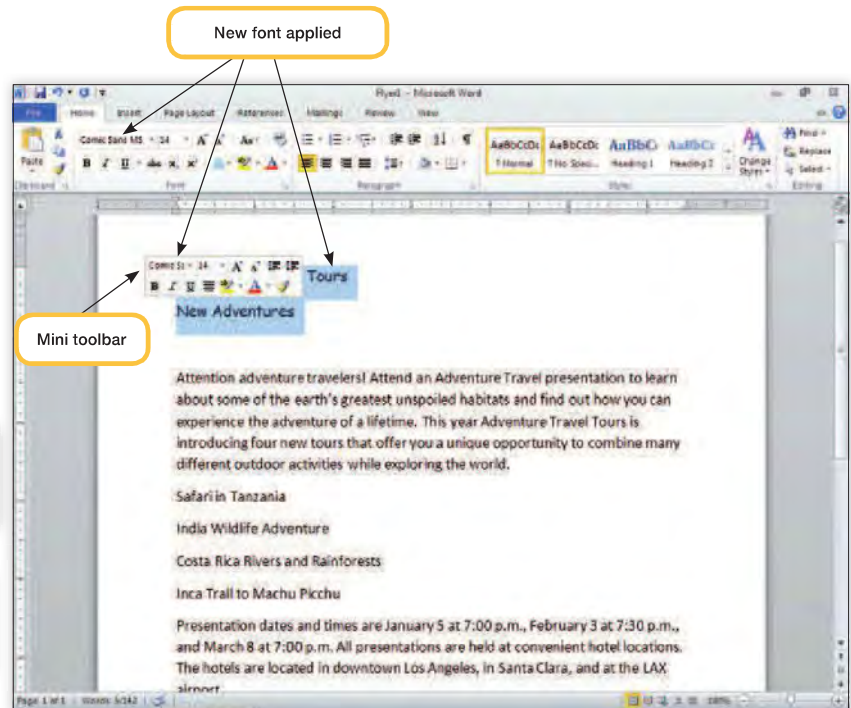 New font applied
Flyer1 - Microsoft Word
File Home Insert Page Layout References Mailings Review View
Paste
Comic Sans MS 14
Find
Replace
Select
AaBbCcDc AaBbCcDc AaBbC AaBbCc
¶ Normal ¶ No Spaci... Heading 1 Heading 2
Change
Styles
Clipboard Font Paragraph Styles Editing
Comic Sa 14
Tours
New Adventures
Mini toolbar
Attention adventure travelers! Attend an Adventure Travel presentation to learn
about some of the earth's greatest unspoiled habitats and find out how you can
experience the adventure of a lifetime. This year Adventure Travel Tours is
introducing four new tours that offer you a unique opportunity to combine many
different outdoor activities while exploring the world.
Safari in Tanzania
India Wildlife Adventure
Costa Rica Rivers and Rainforests
Inca Trail to Machu Picchu
Presentation dates and times are January 5 at 7:00 p.m., February 3 at 7:30 p.m.,
and March 8 at 7:00 p.m. All presentations are held at convenient hotel locations.
The hotels are located in downtown Los Angeles, in Santa Clara, and at the LAX
airport
Page 1 of 1 Words: 5/142 100%